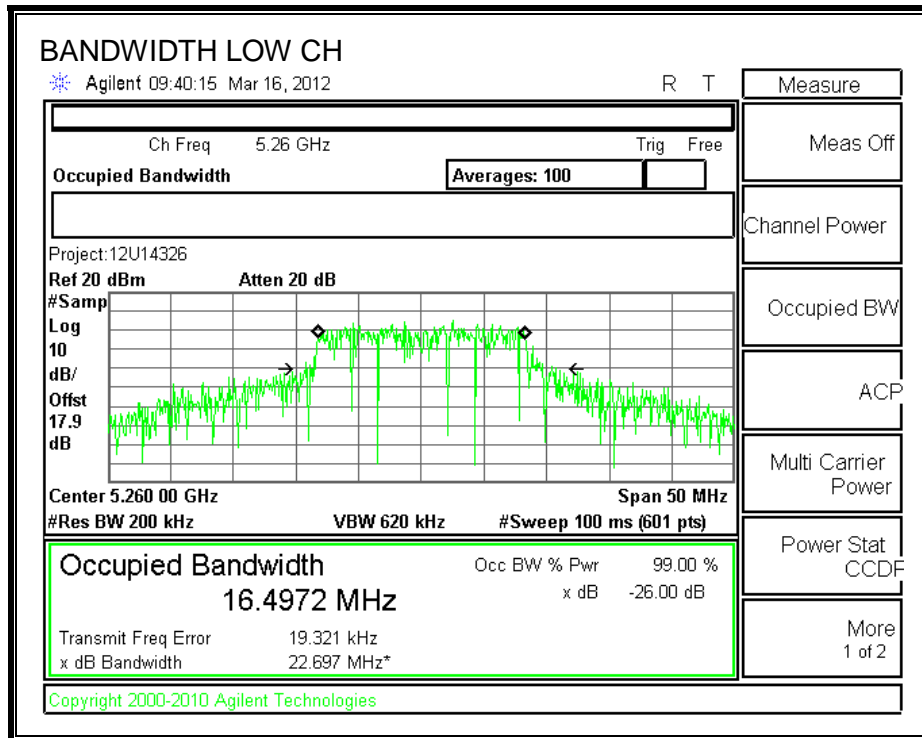 BANDWIDTH LOW CH
Agilent 09:40:15 Mar 16, 2012 R T
Measure
Ch Freq 5.26 GHz Trig Free
Meas Off
Occupied Bandwidth Averages: 100
Channel Power
Project:12U14326
Ref 20 dBm Atten 20 dB
#Samp
Log
10
dB/
Offst
17.9
dB
Occupied BW
ACP
Multi Carrier
Power
Center 5.260 00 GHz Span 50 MHz
#Res BW 200 kHz VBW 620 kHz #Sweep 100 ms (601 pts)
Power Stat
CCDF
Occupied Bandwidth Occ BW % Pwr 99.00 %
16.4972 MHz x dB -26.00 dB
Transmit Freq Error 19.321 kHz
x dB Bandwidth 22.697 MHz*
More
1 of 2
Copyright 2000-2010 Agilent Technologies